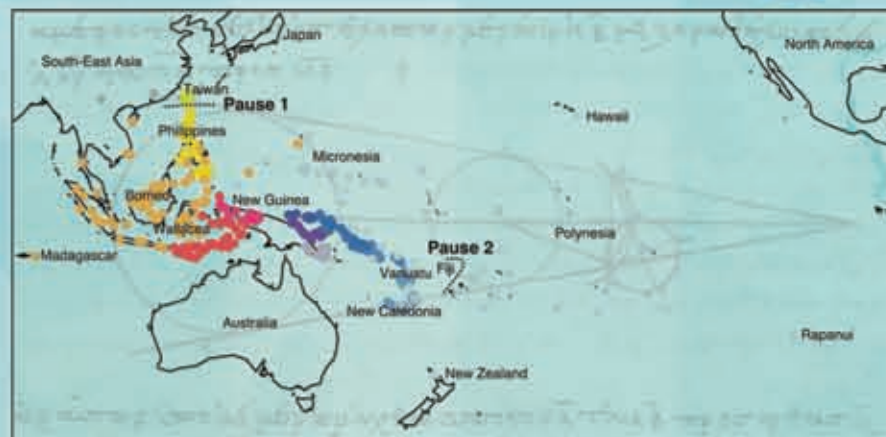 Japan
North America
South-East Asia
Taiwan
Pause 1
Hawaii
Philippines
Micronesia
Borneo
New Guinea
Wallacea
Polynesia
Pause 2
Madagascar
Fiji
Vanuatu
New Caledonia
Australia
Rapanui
New Zealand